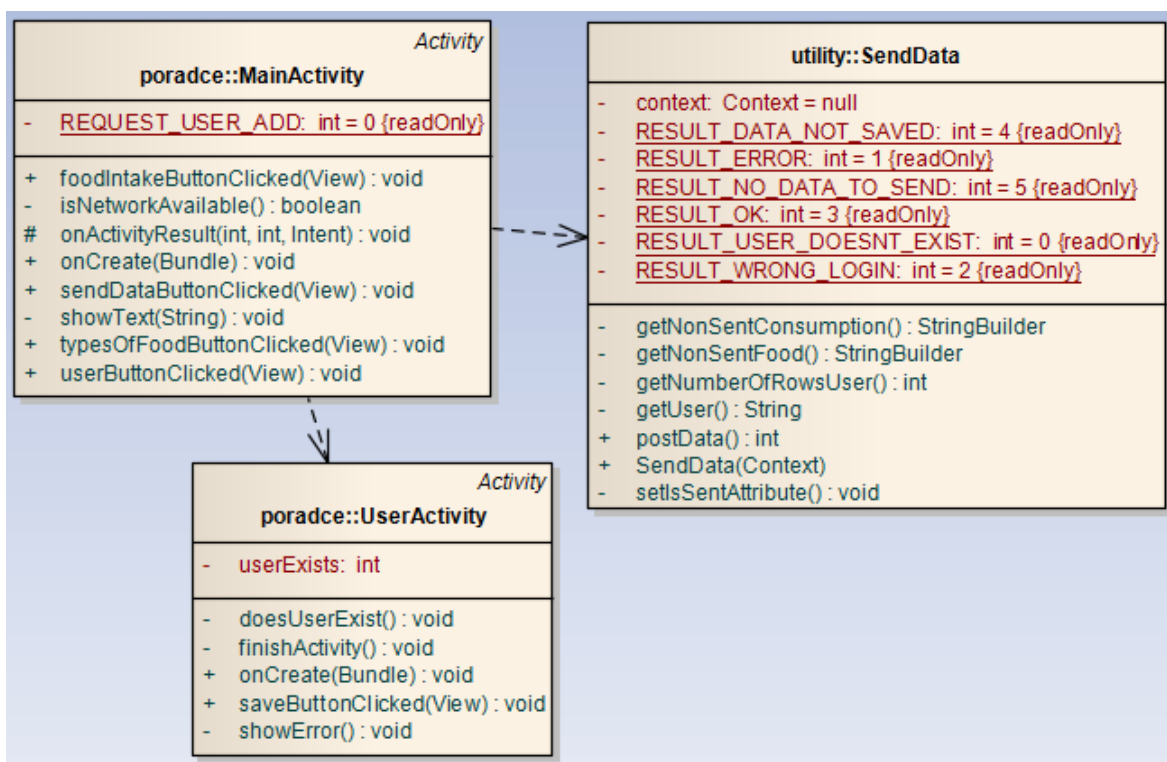 Activity
poradce::MainActivity
- REQUEST_USER_ADD: int = 0 {readOnly}
+ foodIntakeButtonClicked(View) : void
- isNetworkAvailable() : boolean
# onActivityResult(int, int, Intent) : void
+ onCreate(Bundle) : void
+ sendDataButtonClicked(View) : void
- showText(String) : void
+ typesOfFoodButtonClicked(View) : void
+ userButtonClicked(View) : void
utility::SendData
- context: Context = null
- RESULT_DATA_NOT_SAVED: int = 4 {readOnly}
- RESULT_ERROR: int = 1 {readOnly}
- RESULT_NO_DATA_TO_SEND: int = 5 {readOnly}
- RESULT_OK: int = 3 {readOnly}
- RESULT_USER_DOESNT_EXIST: int = 0 {readOnly}
- RESULT_WRONG_LOGIN: int = 2 {readOnly}
- getNonSentConsumption() : StringBuilder
- getNonSentFood() : StringBuilder
- getNumberOfRowsUser() : int
- getUser() : String
+ postData() : int
+ SendData(Context)
- setIsSentAttribute() : void
Activity
poradce::UserActivity
- userExists: int
- doesUserExist() : void
- finishActivity() : void
+ onCreate(Bundle) : void
+ saveButtonClicked(View) : void
- showError() : void